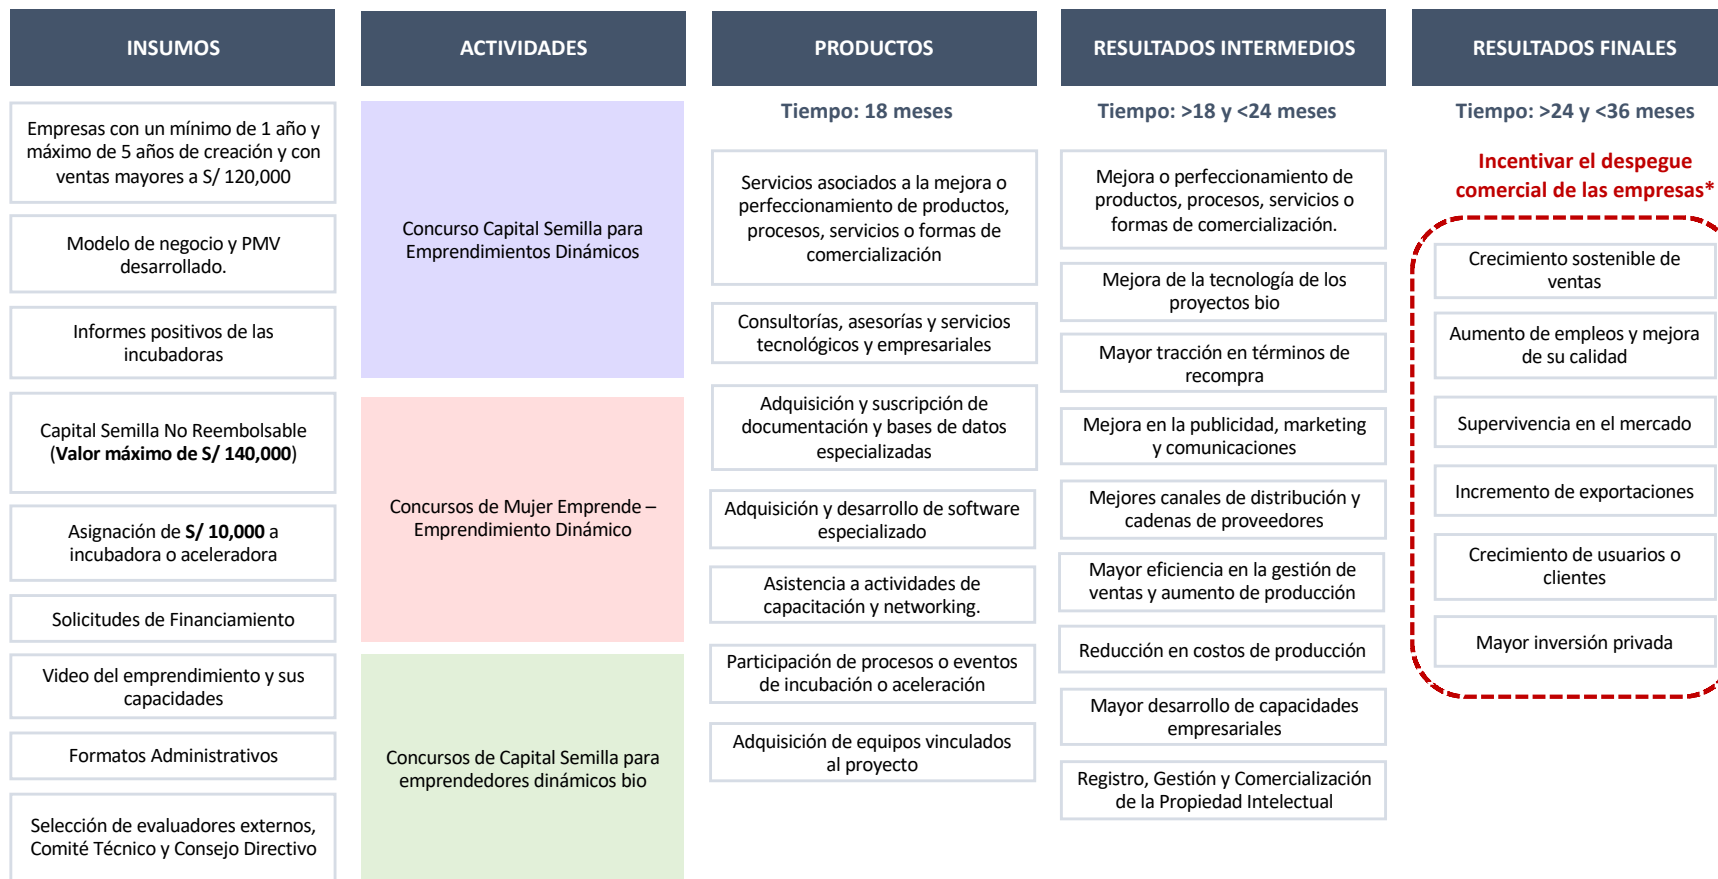 INSUMOS
Empresas con un mínimo de 1 año y
máximo de 5 años de creación y con
ventas mayores a S/ 120,000
Modelo de negocio y PMV
desarrollado.
Informes positivos de las
incubadoras
Capital Semilla No Reembolsable
(Valor máximo de S/ 140,000)
Asignación de S/ 10,000 a
incubadora o aceleradora
Solicitudes de Financiamiento
Video del emprendimiento y sus
capacidades
Formatos Administrativos
Selección de evaluadores externos,
Comité Técnico y Consejo Directivo
ACTIVIDADES
Concurso Capital Semilla para
Emprendimientos Dinámicos
Concursos de Mujer Emprende –
Emprendimiento Dinámico
Concursos de Capital Semilla para
emprendedores dinámicos bio
PRODUCTOS
Tiempo: 18 meses
Servicios asociados a la mejora o
perfeccionamiento de productos,
procesos, servicios o formas de
comercialización
Consultorías, asesorías y servicios
tecnológicos y empresariales
Adquisición y suscripción de
documentación y bases de datos
especializadas
Adquisición y desarrollo de software
especializado
Asistencia a actividades de
capacitación y networking.
Participación de procesos o eventos
de incubación o aceleración
Adquisición de equipos vinculados
al proyecto
RESULTADOS INTERMEDIOS
Tiempo: >18 y <24 meses
Mejora o perfeccionamiento de
productos, procesos, servicios o
formas de comercialización.
Mejora de la tecnología de los
proyectos bio
Mayor tracción en términos de
recompra
Mejora en la publicidad, marketing
y comunicaciones
Mejores canales de distribución y
cadenas de proveedores
Mayor eficiencia en la gestión de
ventas y aumento de producción
Reducción en costos de producción
Mayor desarrollo de capacidades
empresariales
Registro, Gestión y Comercialización
de la Propiedad Intelectual
RESULTADOS FINALES
Tiempo: >24 y <36 meses
Incentivar el despegue
comercial de las empresas*
Crecimiento sostenible de
ventas
Aumento de empleos y mejora
de su calidad
Supervivencia en el mercado
Incremento de exportaciones
Crecimiento de usuarios o
clientes
Mayor inversión privada